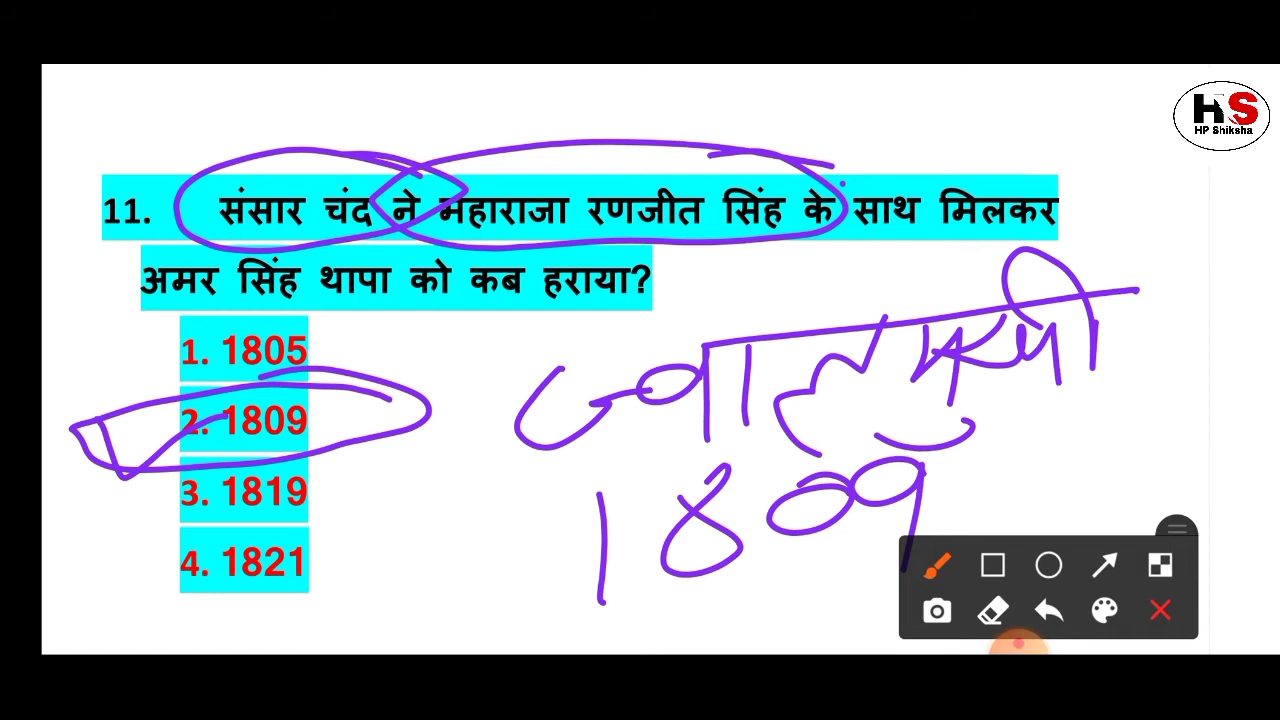 HS
HP Shiksha
11. संसार चंद ने महाराजा रणजीत सिंह के साथ मिलकर
अमर सिंह थापा को कब हराया?
1. 1805
2. 1809
3. 1819
4. 1821
ज्वालामुखी
1809